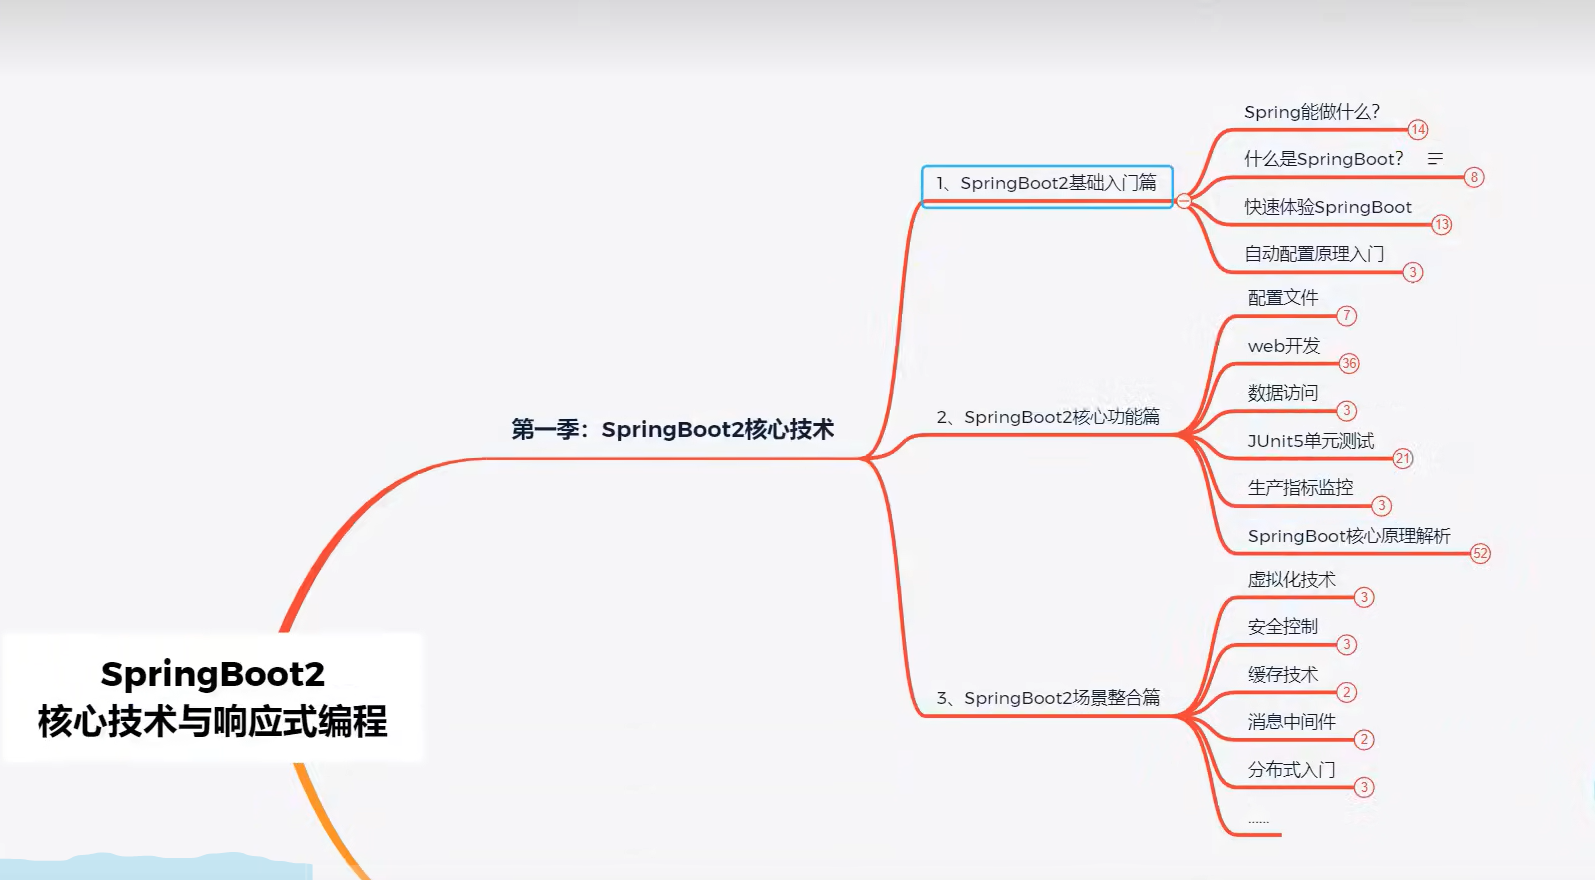 SpringBoot2
核心技术与响应式编程
第一季：SpringBoot2核心技术
1、SpringBoot2基础入门篇
Spring能做什么？
14
什么是SpringBoot？
8
快速体验SpringBoot
13
自动配置原理入门
3
2、SpringBoot2核心功能篇
配置文件
7
web开发
36
数据访问
3
JUnit5单元测试
21
生产指标监控
3
SpringBoot核心原理解析
52
3、SpringBoot2场景整合篇
虚拟化技术
3
安全控制
3
缓存技术
2
消息中间件
2
分布式入门
3
……